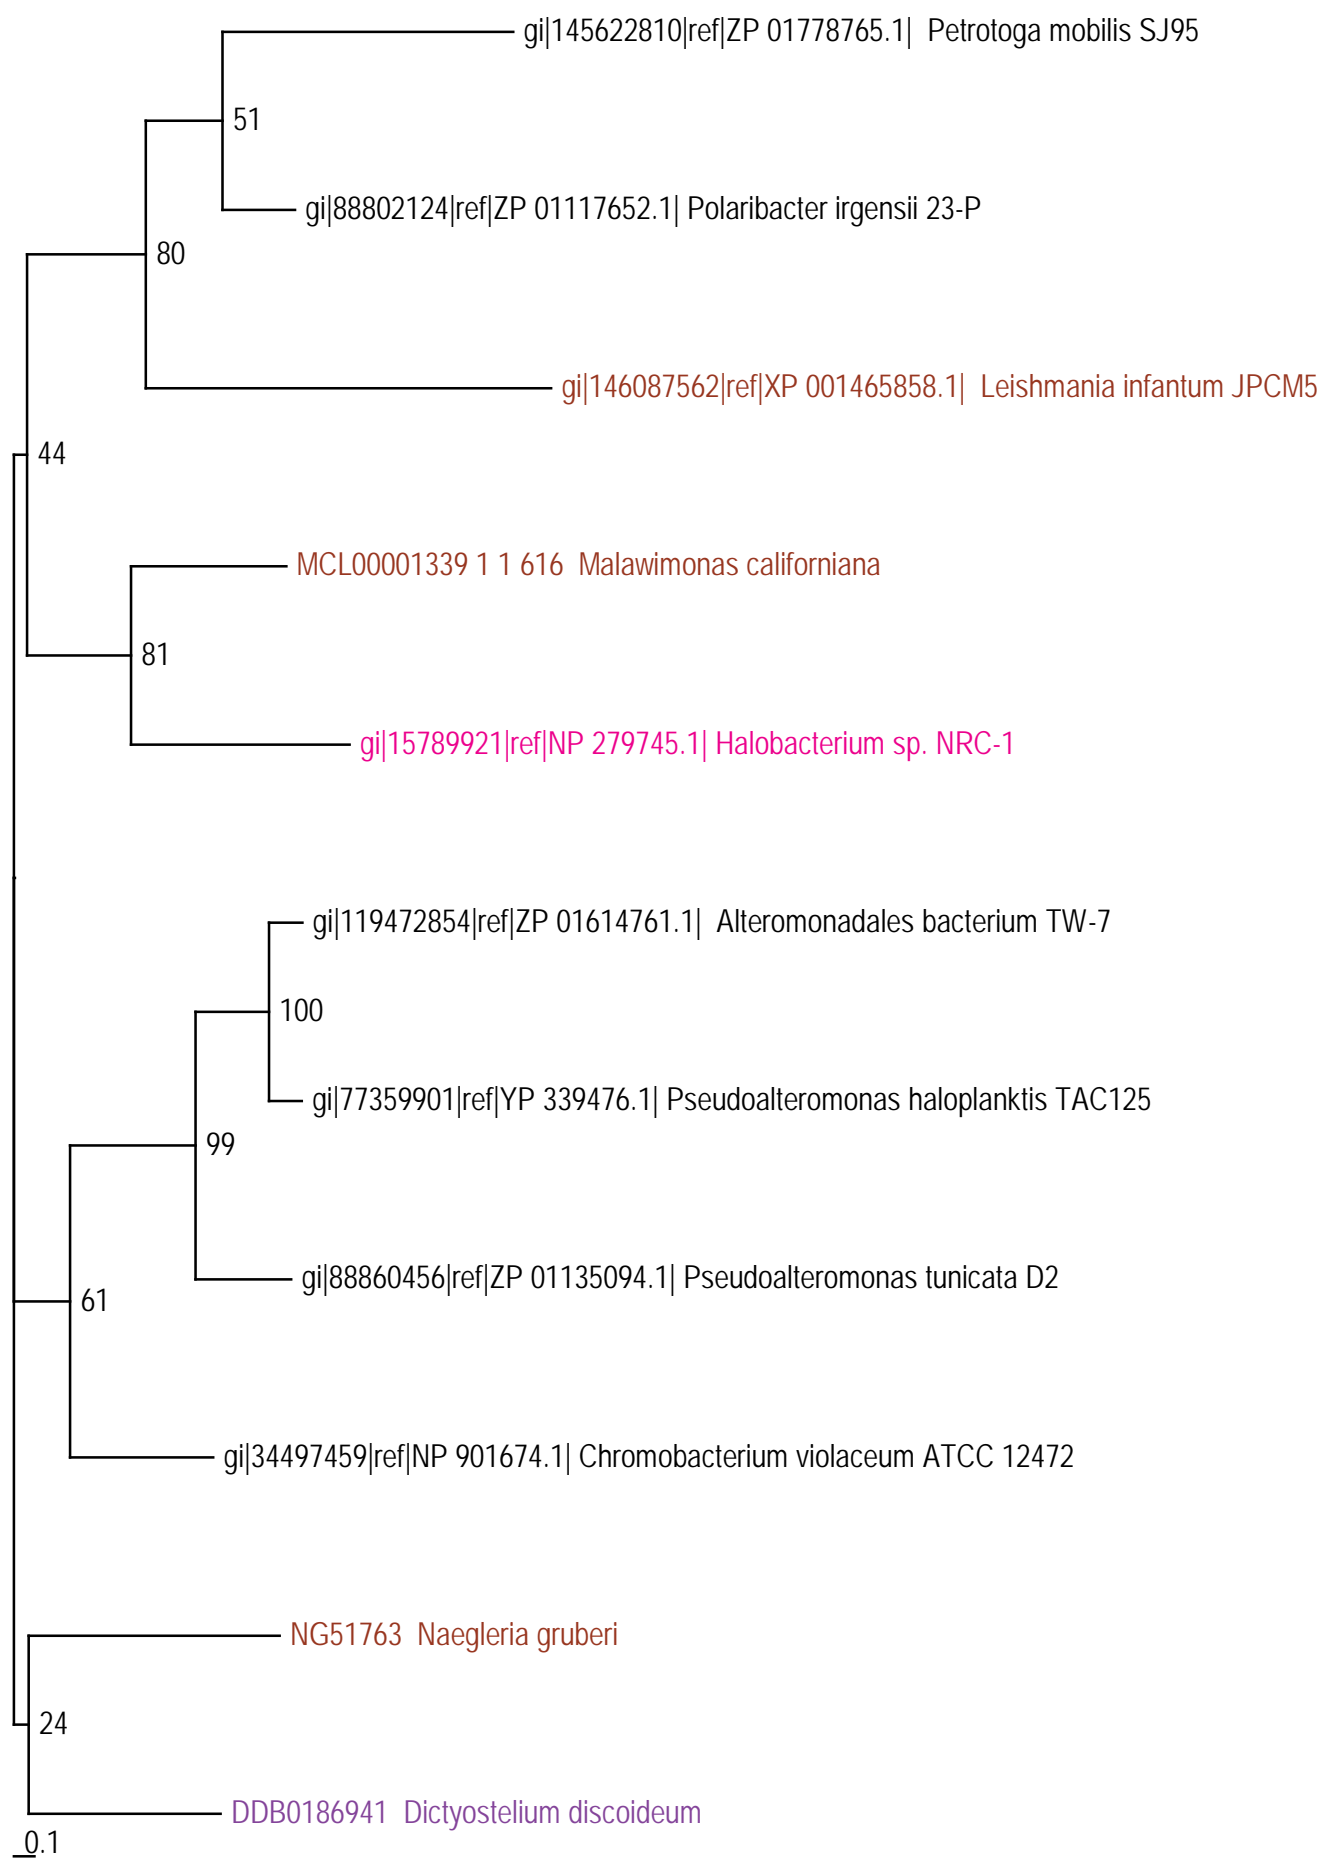 gi|145622810|ref|ZP 01778765.1|  Petrotoga mobilis SJ95
51
gi|88802124|ref|ZP 01117652.1| Polaribacter irgensii 23-P
80
gi|146087562|ref|XP 001465858.1|  Leishmania infantum JPCM5
44
MCL00001339 1 1 616  Malawimonas californiana
81
gi|15789921|ref|NP 279745.1| Halobacterium sp. NRC-1
gi|119472854|ref|ZP 01614761.1|  Alteromonadales bacterium TW-7
100
gi|77359901|ref|YP 339476.1| Pseudoalteromonas haloplanktis TAC125
99
gi|88860456|ref|ZP 01135094.1| Pseudoalteromonas tunicata D2
61
gi|34497459|ref|NP 901674.1| Chromobacterium violaceum ATCC 12472
NG51763  Naegleria gruberi
24
DDB0186941  Dictyostelium discoideum
0.1